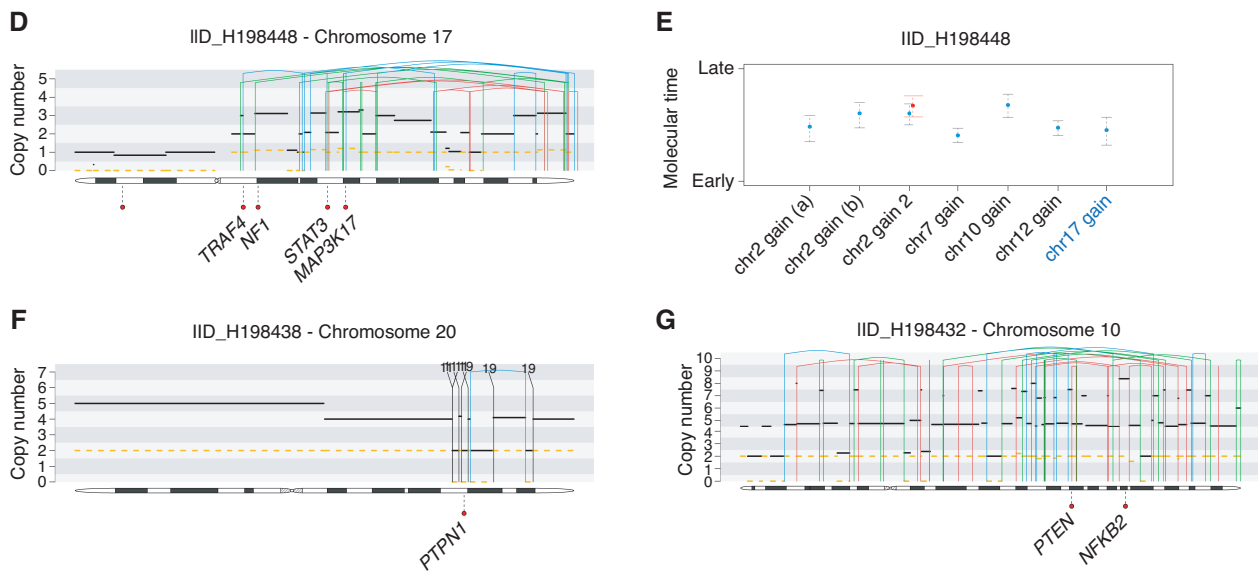 D
IID_H198448 - Chromosome 17
Copy number
5
4
3
2
1
0
TRAF4
NF1
STAT3
MAP3K17
E
IID_H198448
Molecular time
Late
Early
chr2 gain (a)
chr2 gain (b)
chr2 gain 2
chr7 gain
chr10 gain
chr12 gain
chr17 gain
F
IID_H198438 - Chromosome 20
Copy number
7
6
5
4
3
2
1
0
19
19
PTPN1
G
IID_H198432 - Chromosome 10
Copy number
10
9
8
7
6
5
4
3
2
1
0
PTEN
NFKB2